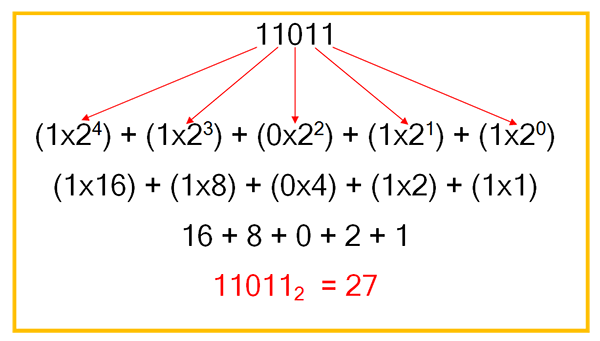 11011
(1x2⁴) + (1x2³) + (0x2²) + (1x2¹) + (1x2⁰)
(1x16) + (1x8) + (0x4) + (1x2) + (1x1)
16 + 8 + 0 + 2 + 1
11011₂ = 27